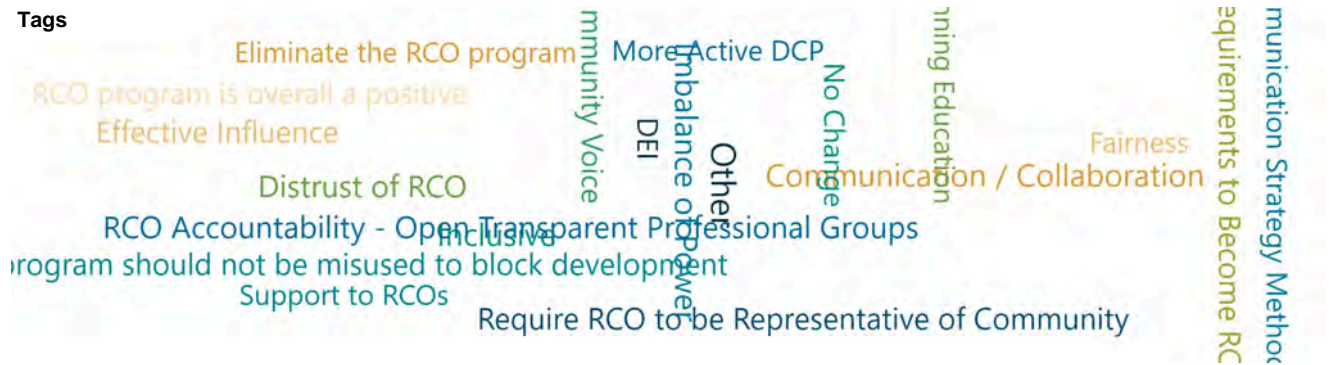 Tags
Eliminate the RCO program
More Active DCP
RCO program is overall a positive
Effective Influence
mmunity Voice
DEI
Imbalance of Power
Other
No Change
nning Education
Fairness
Communication / Collaboration
Distrust of RCO
RCO Accountability - Open Transparent Professional Groups
Inclusive
program should not be misused to block development
Support to RCOs
Require RCO to be Representative of Community
equirements to Become RC
munication Strategy Method